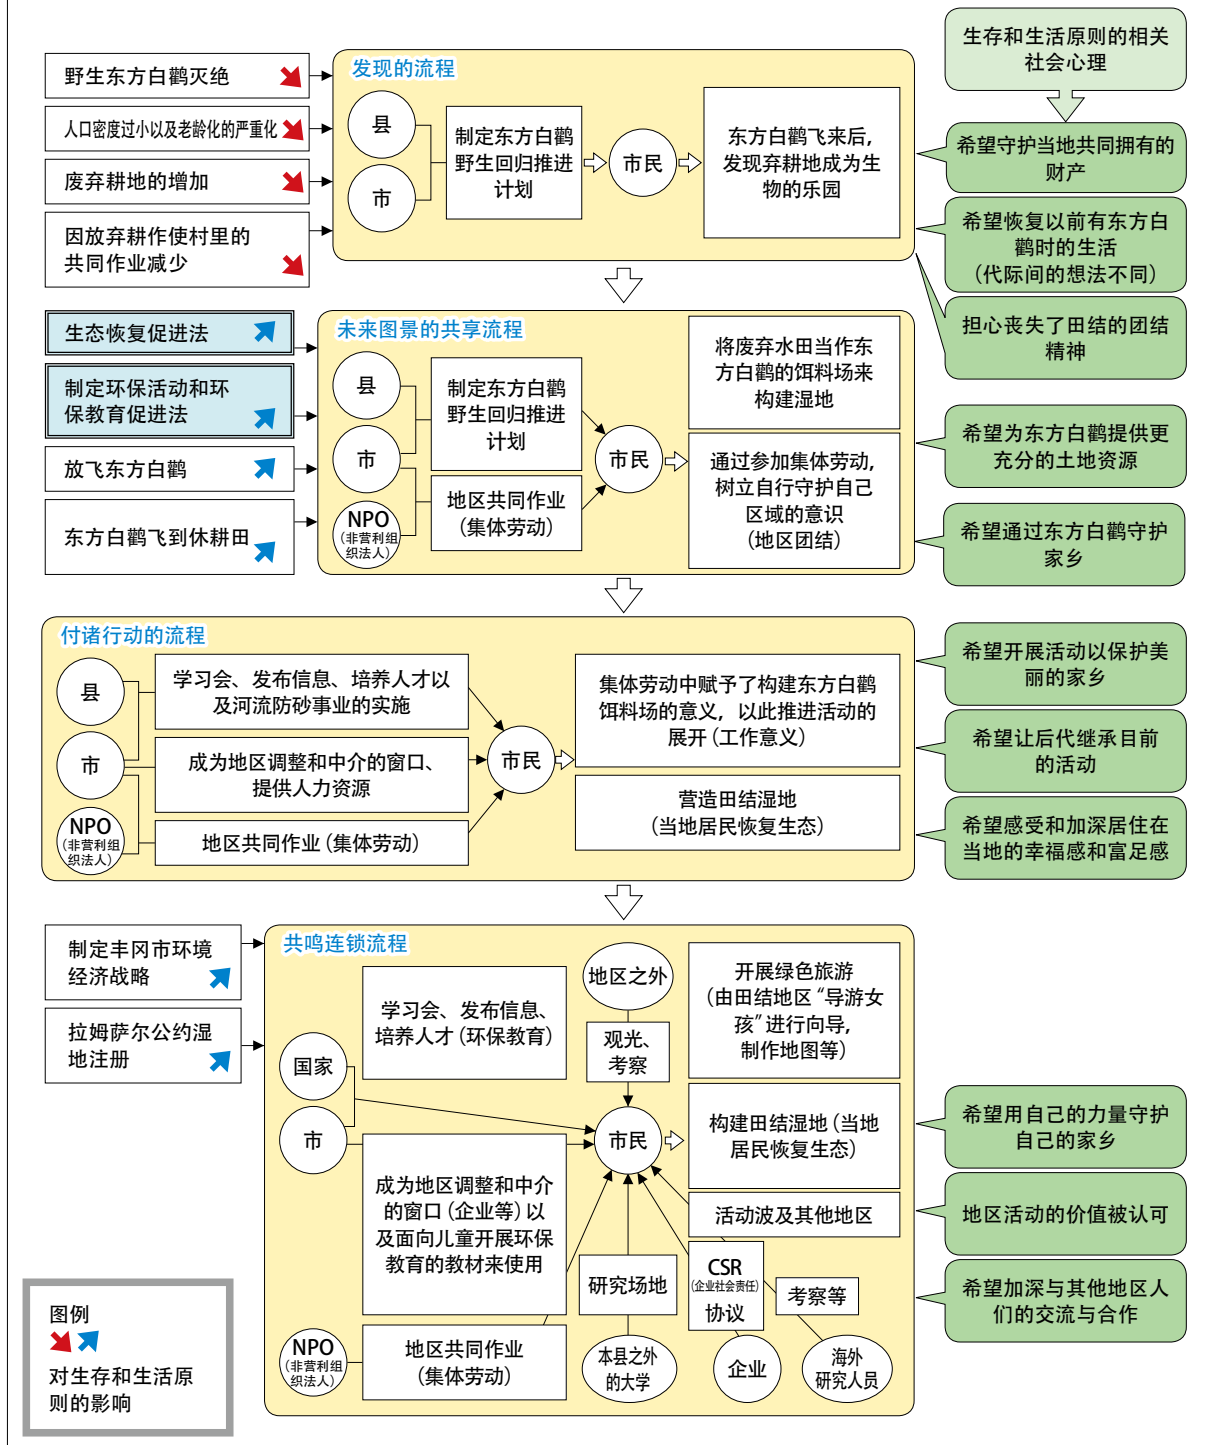 生存和生活原则的相关
社会心理
野生东方白鹳灭绝
人口密度过小以及老龄化的严重化
废弃耕地的增加
因放弃耕作使村里的
共同作业减少
发现的流程
县
市
制定东方白鹳
野生回归推进
计划
市民
东方白鹳飞来后，
发现弃耕地成为生
物的乐园
希望守护当地共同拥有的
财产
希望恢复以前有东方白
鹳时的生活
（代际间的想法不同）
担心丧失了田结的团结
精神
生态恢复促进法
制定环保活动和环
保教育促进法
放飞东方白鹳
东方白鹳飞到休耕田
未来图景的共享流程
县
市
NPO
（非营利组
织法人）
制定东方白鹳
野生回归推进
计划
地区共同作业
（集体劳动）
市民
将废弃水田当作东
方白鹳的饵料场来
构建湿地
通过参加集体劳动，
树立自行守护自己
区域的意识
（地区团结）
希望为东方白鹳提供更
充分的土地资源
希望通过东方白鹳守护
家乡
付诸行动的流程
县
市
NPO
（非营利组
织法人）
学习会、发布信息、培养人才以
及河流防砂事业的实施
成为地区调整和中介的窗口、
提供人力资源
地区共同作业（集体劳动）
市民
集体劳动中赋予了构建东方白鹳
饵料场的意义，以此推进活动的
展开（工作意义）
营造田结湿地
（当地居民恢复生态）
希望开展活动以保护美
丽的家乡
希望让后代继承目前
的活动
希望感受和加深居住在
当地的幸福感和富足感
制定丰冈市环境
经济战略
拉姆萨尔公约湿
地注册
共鸣连锁流程
国家
市
NPO
（非营利组
织法人）
学习会、发布信息、
培养人才（环保教育）
成为地区调整和中介
的窗口（企业等）以
及面向儿童开展环保
教育的教材来使用
地区共同作业
（集体劳动）
地区之外
观光、
考察
市民
研究场地
本县之外
的大学
CSR
（企业社会责任）
协议
企业
考察等
海外
研究人员
开展绿色旅游
（由田结地区“导游女
孩”进行向导，
制作地图等）
构建田结湿地（当地
居民恢复生态）
活动波及其他地区
希望用自己的力量守护
自己的家乡
地区活动的价值被认可
希望加深与其他地区人
们的交流与合作
图例
对生存和生活原
则的影响